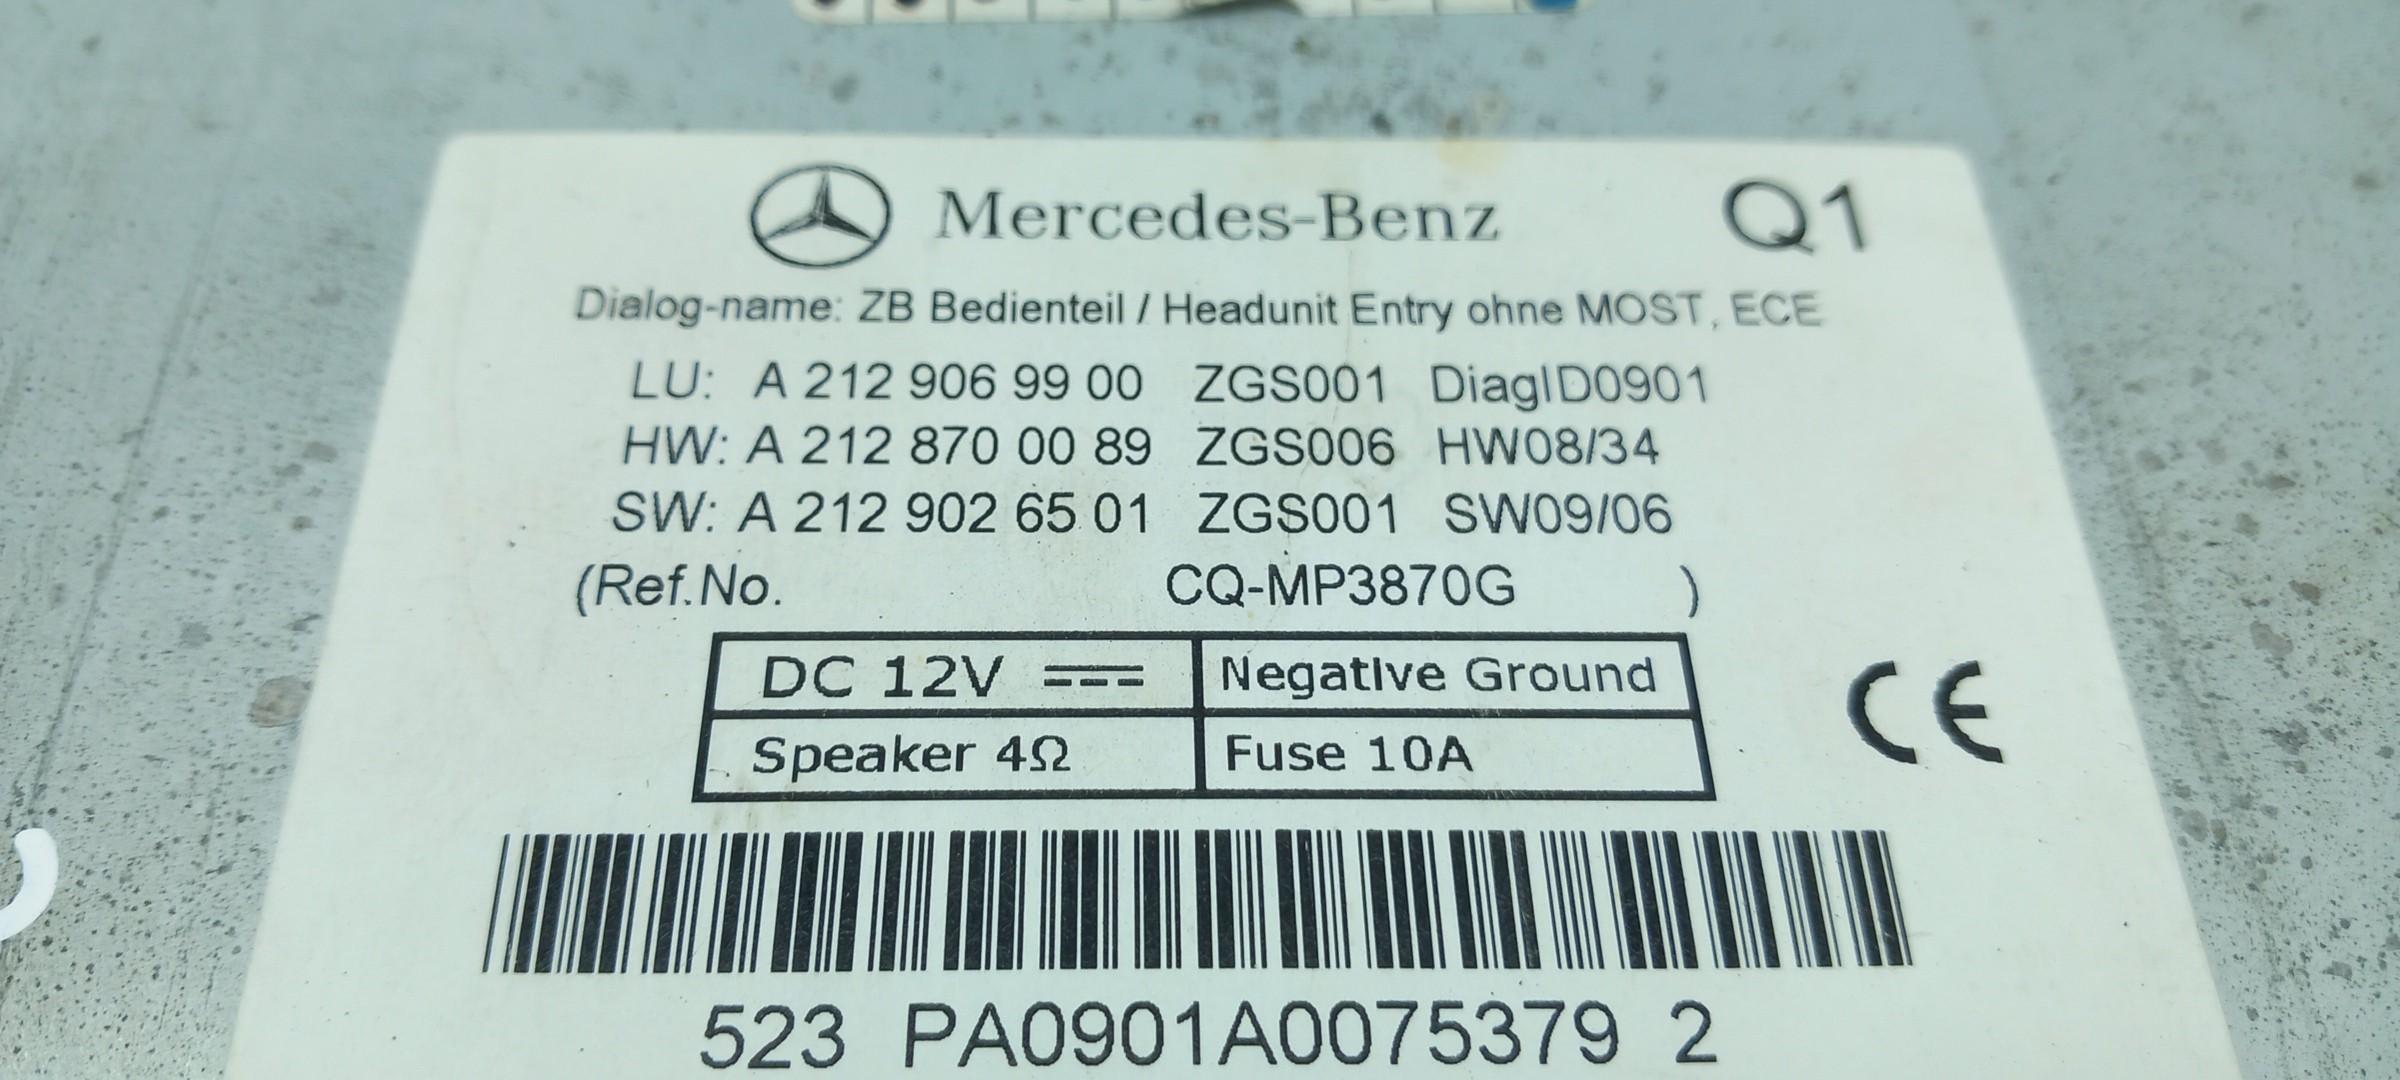 Mercedes-Benz Q1
Dialog-name: ZB Bedienteil / Headunit Entry ohne MOST, ECE
LU: A 212 906 99 00 ZGS001 DiagID0901
HW: A 212 870 00 89 ZGS006 HW08/34
SW: A 212 902 65 01 ZGS001 SW09/06
(Ref.No. CQ-MP3870G )
DC 12V Negative Ground
Speaker 4Ω Fuse 10A
CE
523 PA0901A0075379 2